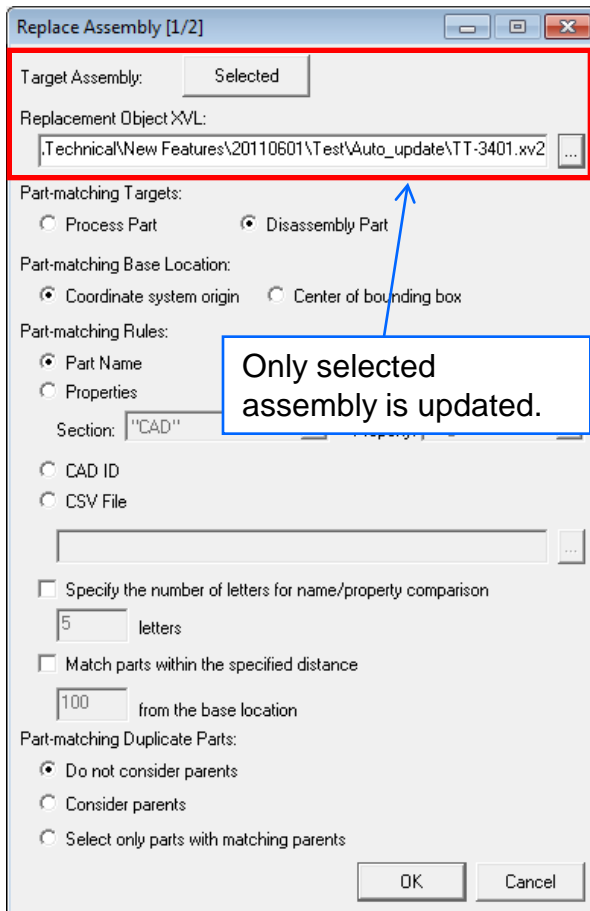 Replace Assembly [1/2]
Target Assembly: Selected
Replacement Object XVL:
.Technical\New Features\20110601\Test\Auto_update\TT-3401.xv2 ...
Part-matching Targets:
Process Part Disassembly Part
Part-matching Base Location:
Coordinate system origin Center of bounding box
Part-matching Rules:
Part Name
Properties
Only selected
assembly is updated.
Section: "CAD"
CAD ID
CSV File
...
Specify the number of letters for name/property comparison
5 letters
Match parts within the specified distance
100 from the base location
Part-matching Duplicate Parts:
Do not consider parents
Consider parents
Select only parts with matching parents
OK Cancel